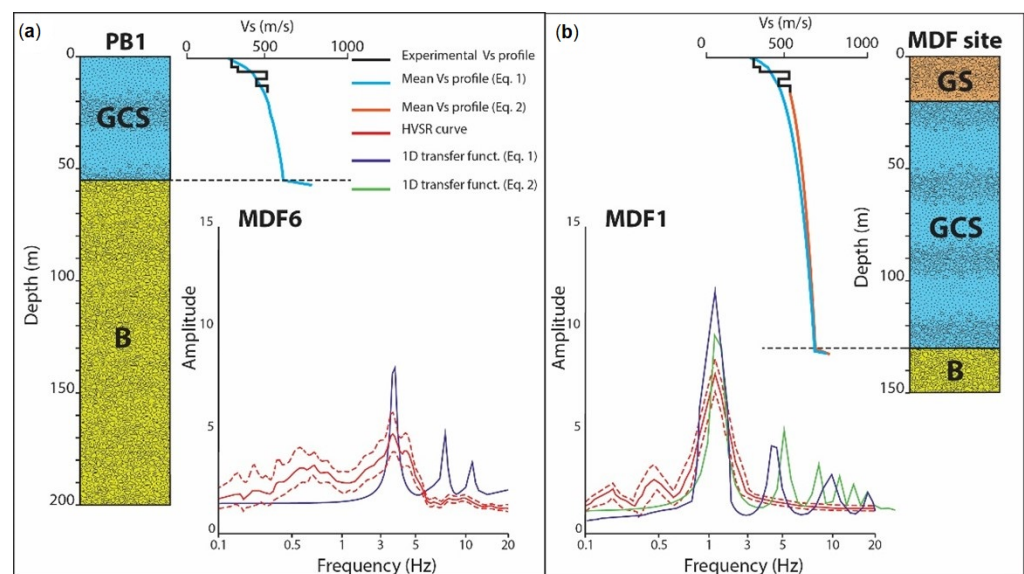 (a)
PB1
Vs (m/s)
0 500 1000
0
50
100
150
200
Depth (m)
GCS
B
Experimental Vs profile
Mean Vs profile (Eq. 1)
Mean Vs profile (Eq. 2)
HVSR curve
1D transfer funct. (Eq. 1)
1D transfer funct. (Eq. 2)
MDF6
15
10
5
0
Amplitude
0.1 0.5 1 3 5 10 20
Frequency (Hz)
(b)
Vs (m/s)
0 500 1000
MDF site
0
50
100
150
Depth (m)
GS
GCS
B
MDF1
15
10
5
0
Amplitude
0.1 0.5 1 3 5 10 20
Frequency (Hz)